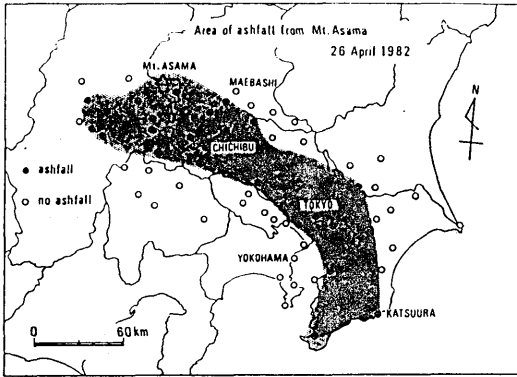 Area of ashfall from Mt. Asama
26 April 1982
Mt. ASAMA
MAEBASHI
N
CHICHIBU
ashfall
no ashfall
TOKYO
YOKOHAMA
KATSUURA
0 60km